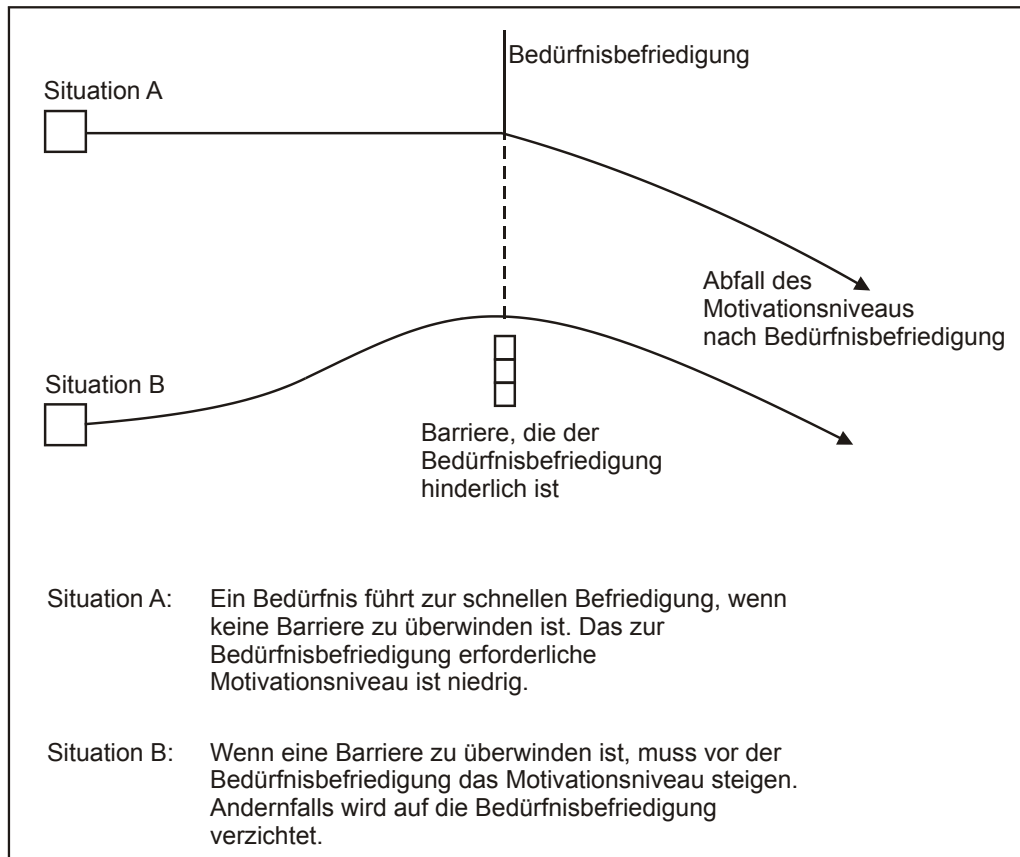 Bedürfnisbefriedigung
Situation A
Abfall des
Motivationsniveaus
nach Bedürfnisbefriedigung
Situation B
Barriere, die der
Bedürfnisbefriedigung
hinderlich ist
Situation A: Ein Bedürfnis führt zur schnellen Befriedigung, wenn
keine Barriere zu überwinden ist. Das zur
Bedürfnisbefriedigung erforderliche
Motivationsniveau ist niedrig.
Situation B: Wenn eine Barriere zu überwinden ist, muss vor der
Bedürfnisbefriedigung das Motivationsniveau steigen.
Andernfalls wird auf die Bedürfnisbefriedigung
verzichtet.